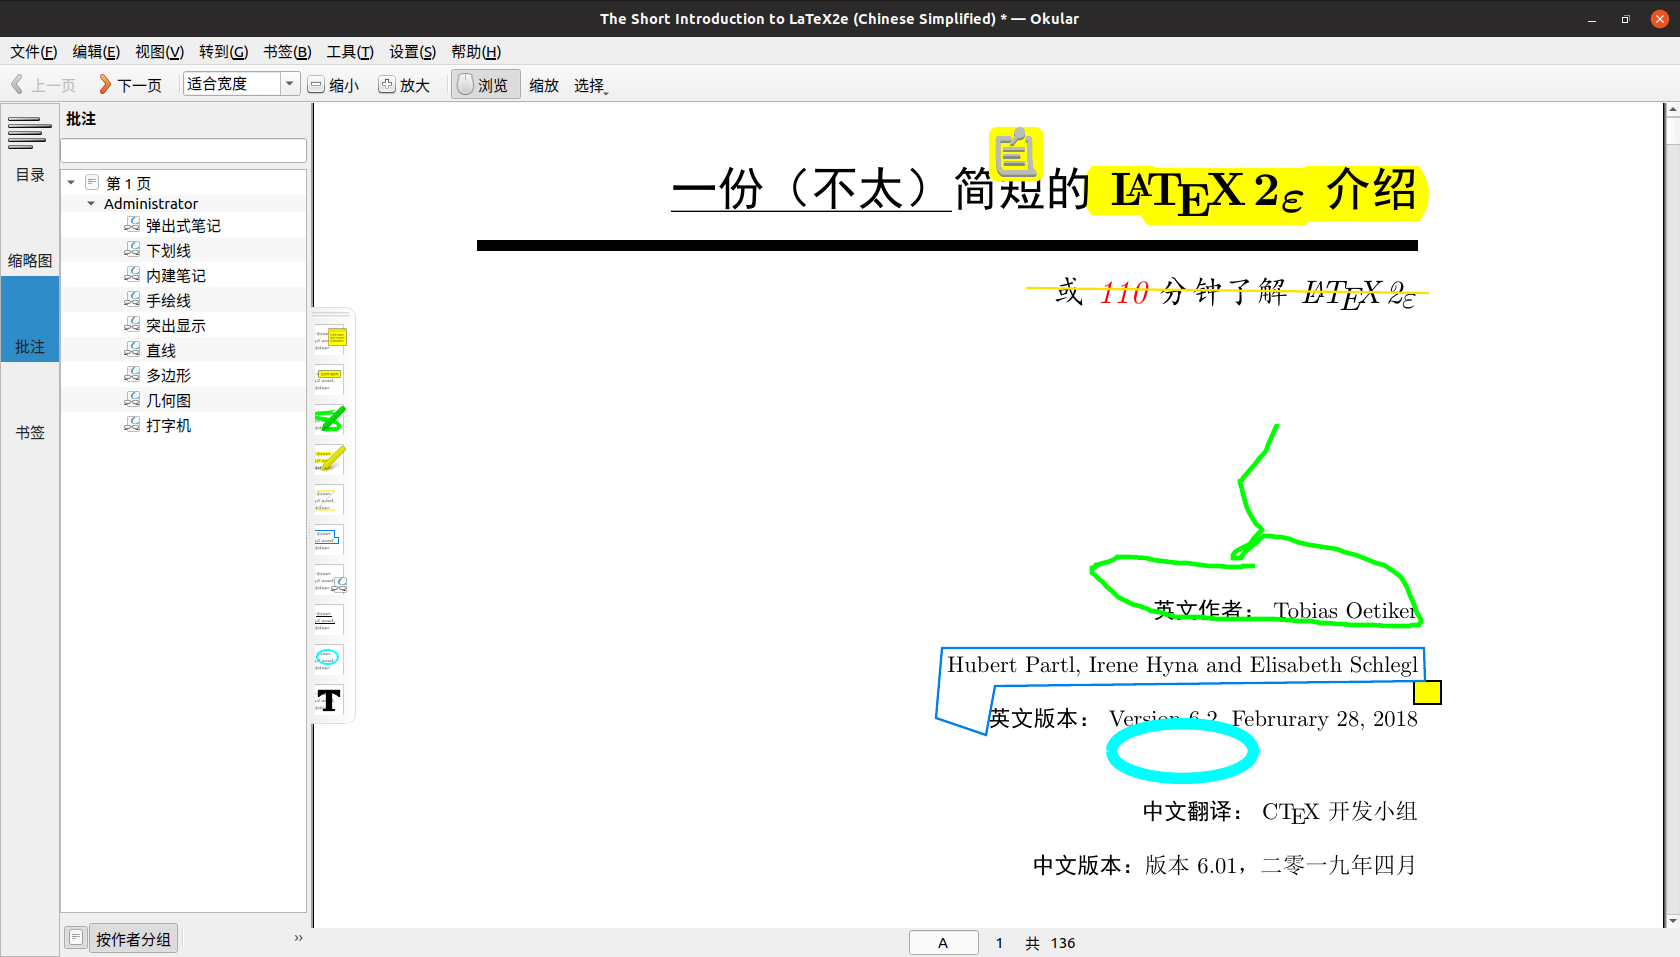 The Short Introduction to LaTeX2e (Chinese Simplified) * — Okular
文件(F) 编辑(E) 视图(V) 转到(G) 书签(B) 工具(T) 设置(S) 帮助(H)
上一页 下一页 适合宽度 缩小 放大 浏览 缩放 选择
批注
目录
缩略图
批注
书签
第 1 页
Administrator
弹出式笔记
下划线
内建笔记
手绘线
突出显示
直线
多边形
几何图
打字机
按作者分组 »
一份（不太）简短的 LATEX 2ε 介绍
或 110 分钟了解 LATEX 2ε
T
英文作者： Tobias Oetiker
Hubert Partl, Irene Hyna and Elisabeth Schlegl
英文版本： Version 6.2, Februrary 28, 2018
中文翻译： CTEX 开发小组
中文版本：版本 6.01，二零一九年四月
A 1 共 136